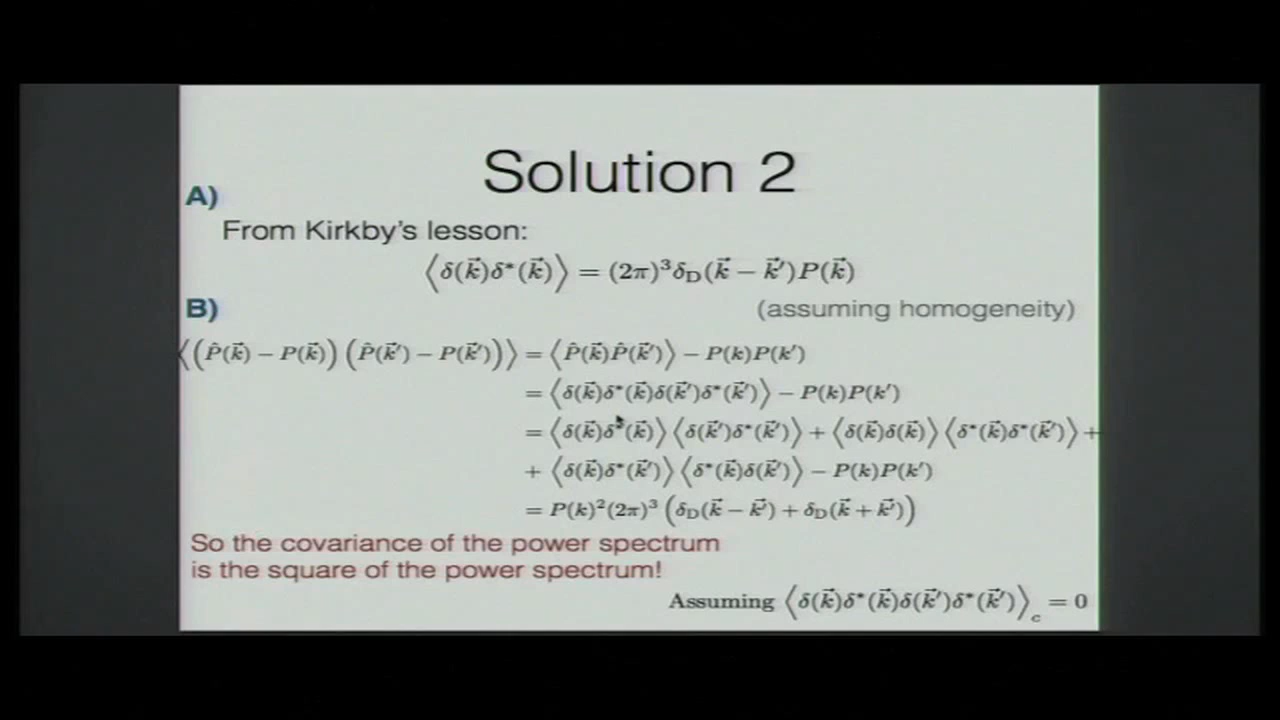 Solution 2
A)
From Kirkby's lesson:
⟨δ(k⃗)δ*(k⃗)⟩ = (2π)³δ_D(k⃗ − k⃗′)P(k⃗)
B)
(assuming homogeneity)
⟨(P̂(k⃗) − P(k⃗)) (P̂(k⃗′) − P(k⃗′))⟩ = ⟨P̂(k⃗)P̂(k⃗′)⟩ − P(k)P(k′)
= ⟨δ(k⃗)δ*(k⃗)δ(k⃗′)δ*(k⃗′)⟩ − P(k)P(k′)
= ⟨δ(k⃗)δ*(k⃗)⟩ ⟨δ(k⃗′)δ*(k⃗′)⟩ + ⟨δ(k⃗)δ(k⃗)⟩ ⟨δ*(k⃗)δ*(k⃗′)⟩ +
+ ⟨δ(k⃗)δ*(k⃗′)⟩ ⟨δ*(k⃗)δ(k⃗′)⟩ − P(k)P(k′)
= P(k)²(2π)³ (δ_D(k⃗ − k⃗′) + δ_D(k⃗ + k⃗′))
So the covariance of the power spectrum
is the square of the power spectrum!
Assuming ⟨δ(k⃗)δ*(k⃗)δ(k⃗′)δ*(k⃗′)⟩_c = 0